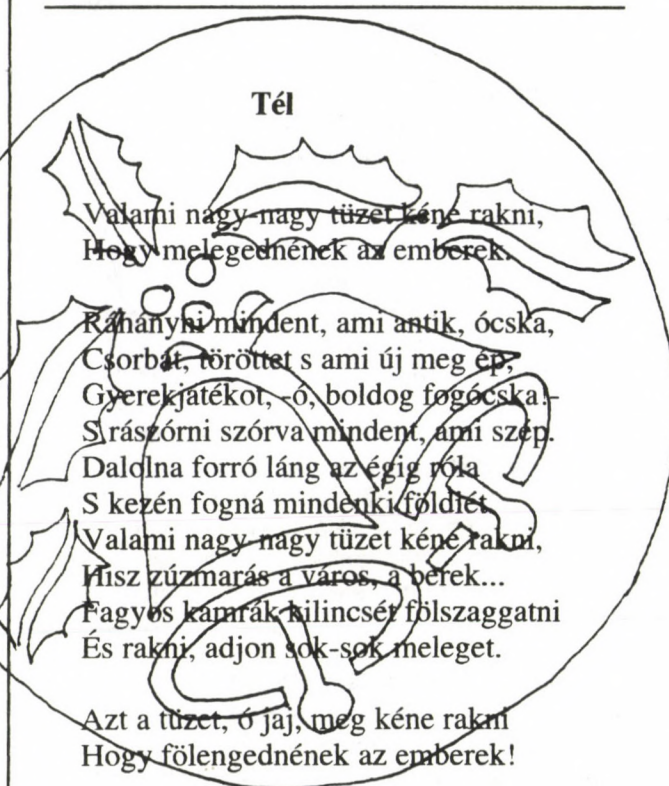 Tél
Valami nagy-nagy tüzet kéne rakni,
Hogy melegednének az emberek.
Ráhányni mindent, ami antik, ócska,
Csorbát, töröttet s ami új meg ép,
Gyerekjátékot, -ó, boldog fogócska!-
S rászórni szórva mindent, ami szép.
Dalolna forró láng az égig róla
S kezén fogná mindenki földiét.
Valami nagy-nagy tüzet kéne rakni,
Hisz zúzmarás a város, a berek...
Fagyos kamrák kilincsét fölszaggatni
És rakni, adjon sok-sok meleget.
Azt a tüzet, ó jaj, meg kéne rakni
Hogy fölengednének az emberek!